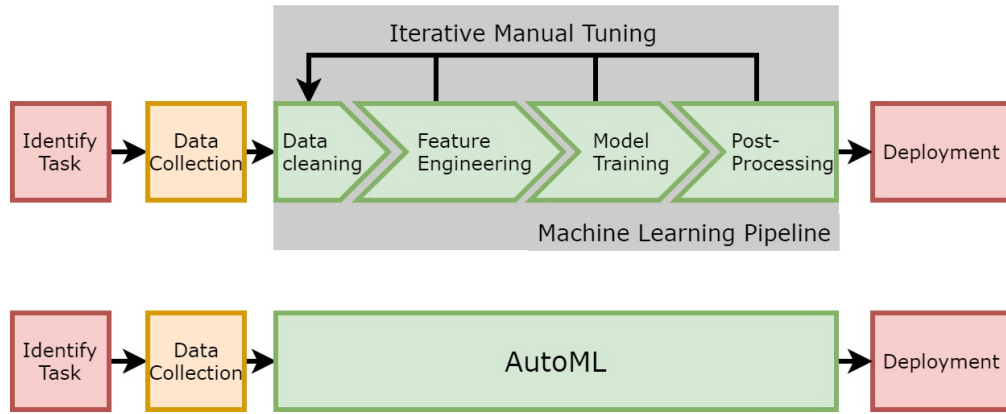 Iterative Manual Tuning
Identify
Task
Data
Collection
Data
cleaning
Feature
Engineering
Model
Training
Post-
Processing
Deployment
Machine Learning Pipeline
Identify
Task
Data
Collection
AutoML
Deployment